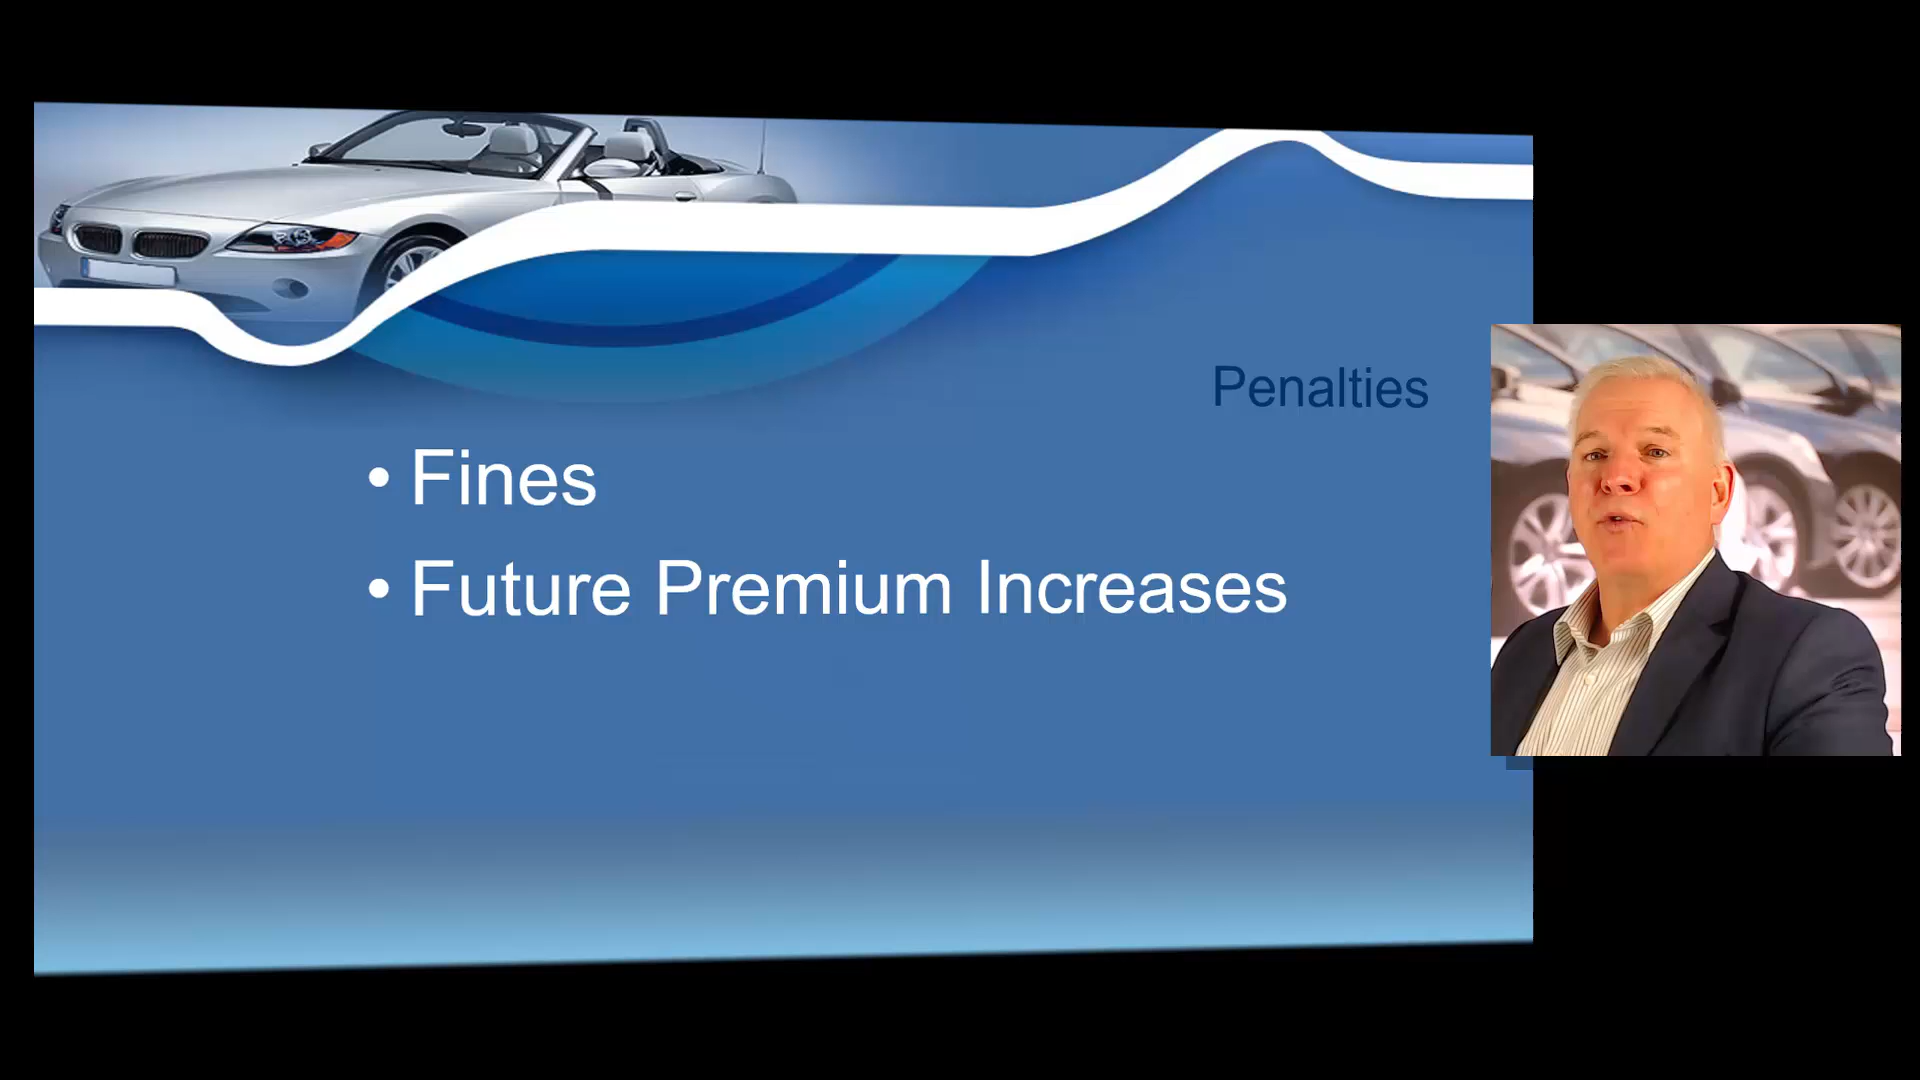 Penalties
• Fines
• Future Premium Increases